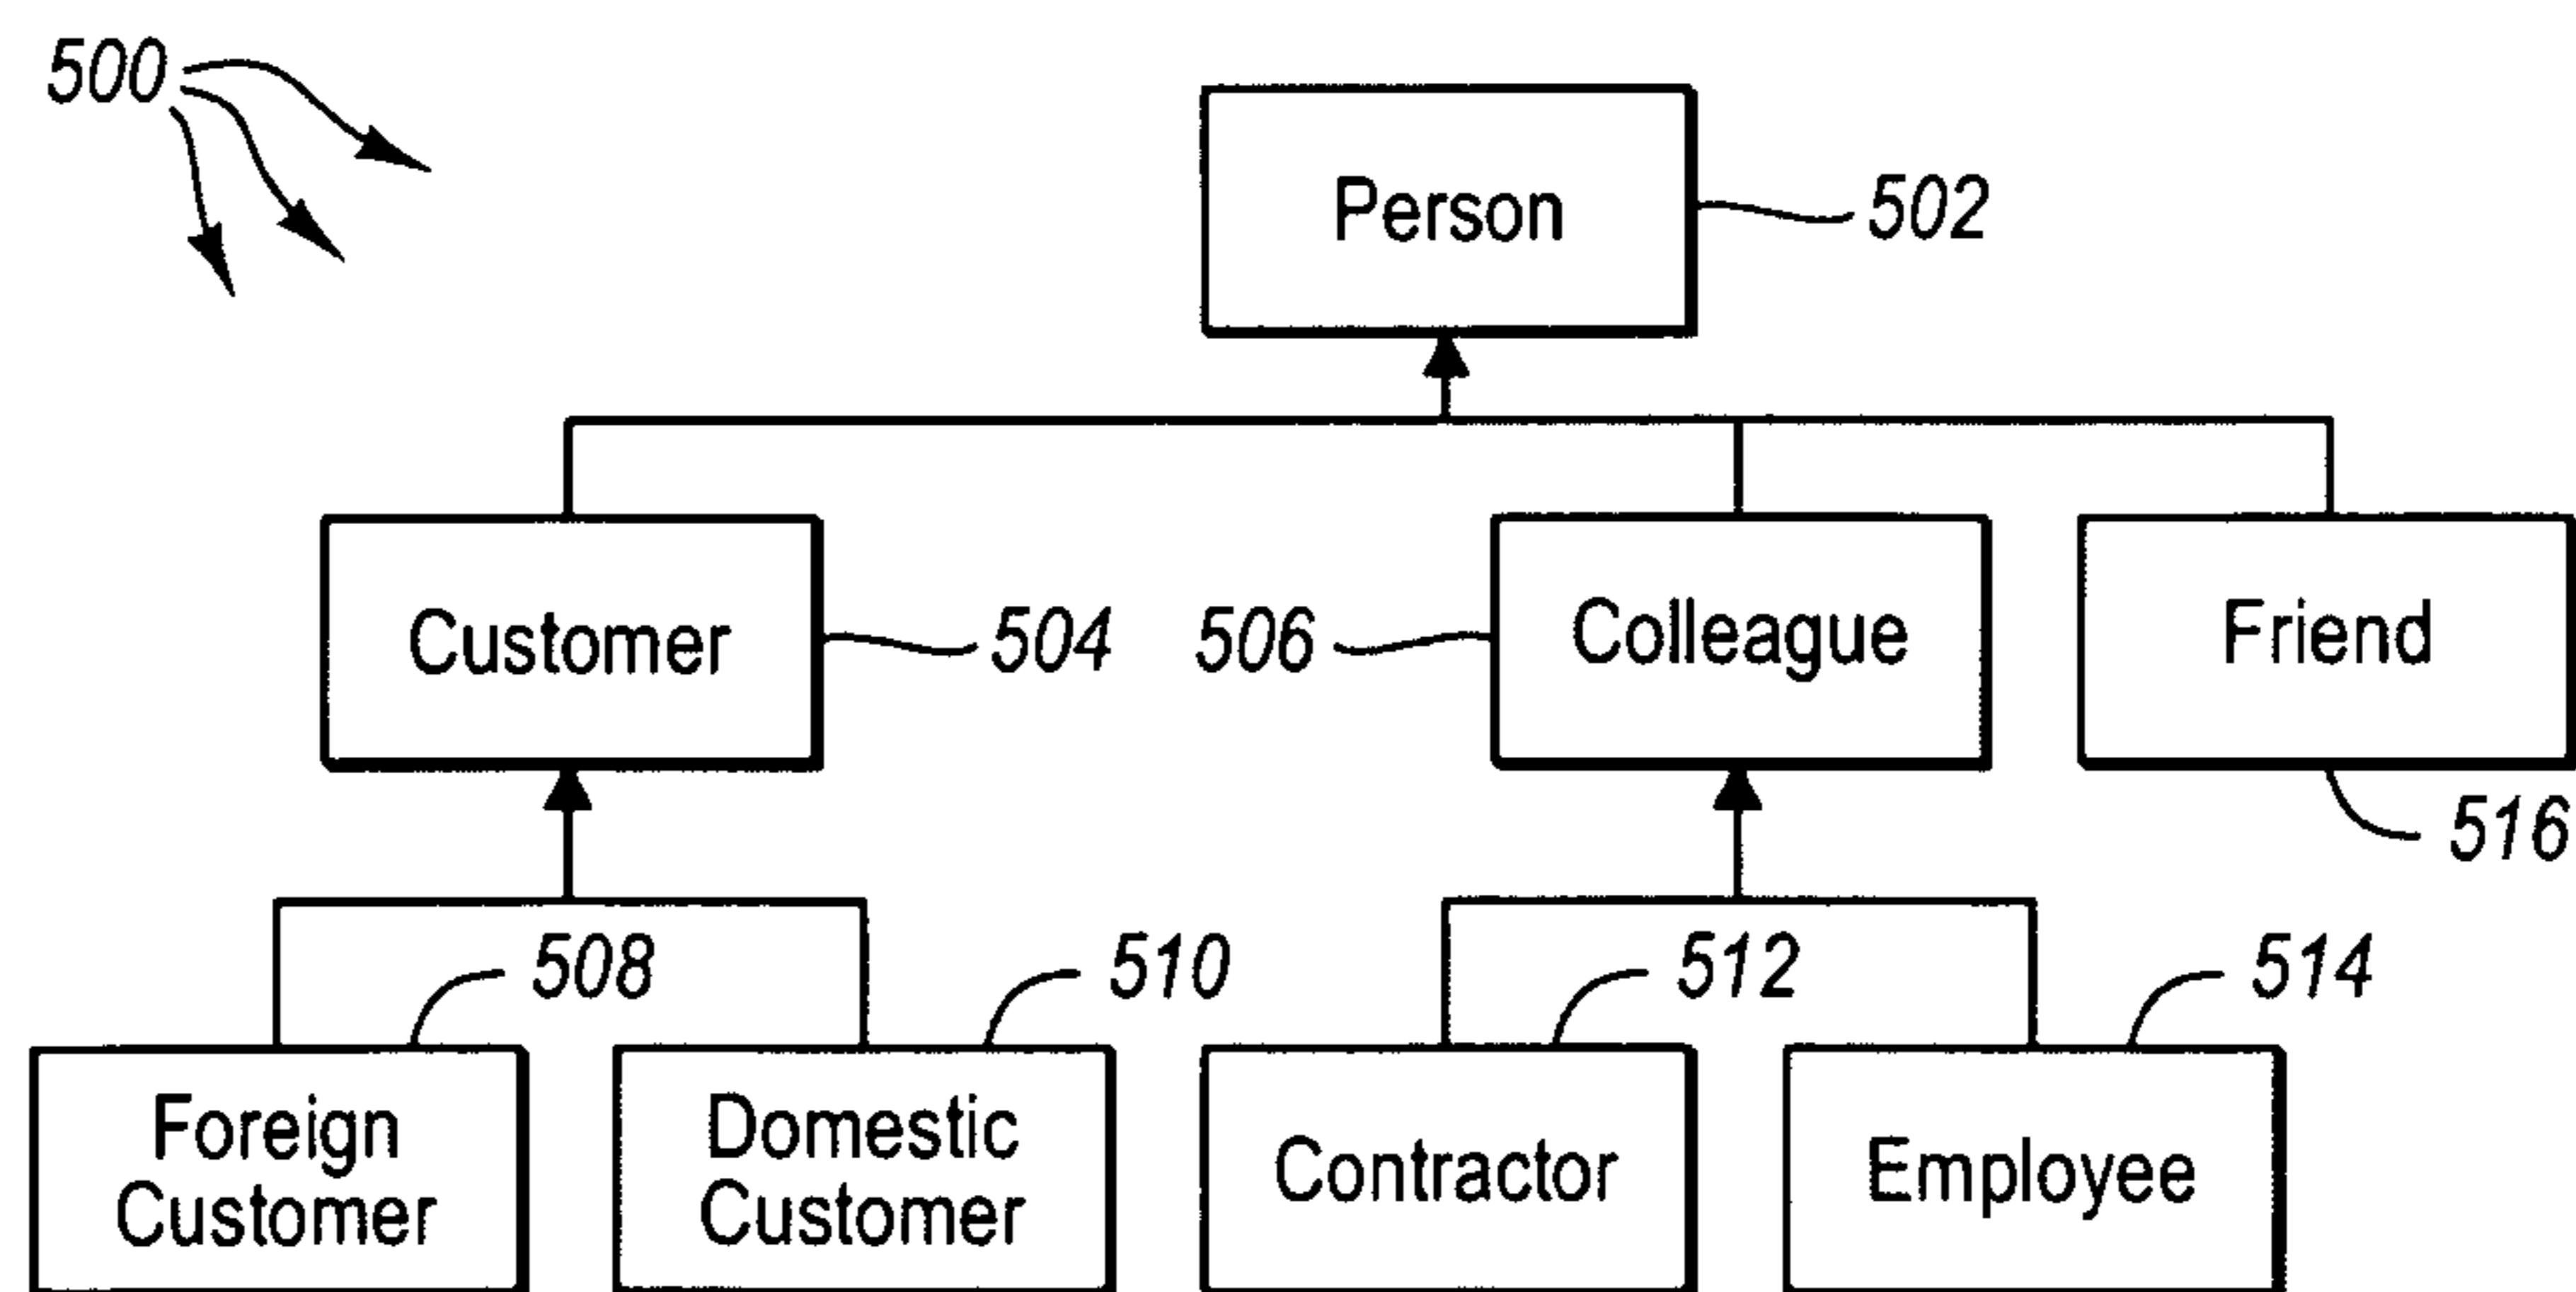 500
Person
502
Customer
504
506
Colleague
Friend
516
508
510
512
514
Foreign
Customer
Domestic
Customer
Contractor
Employee